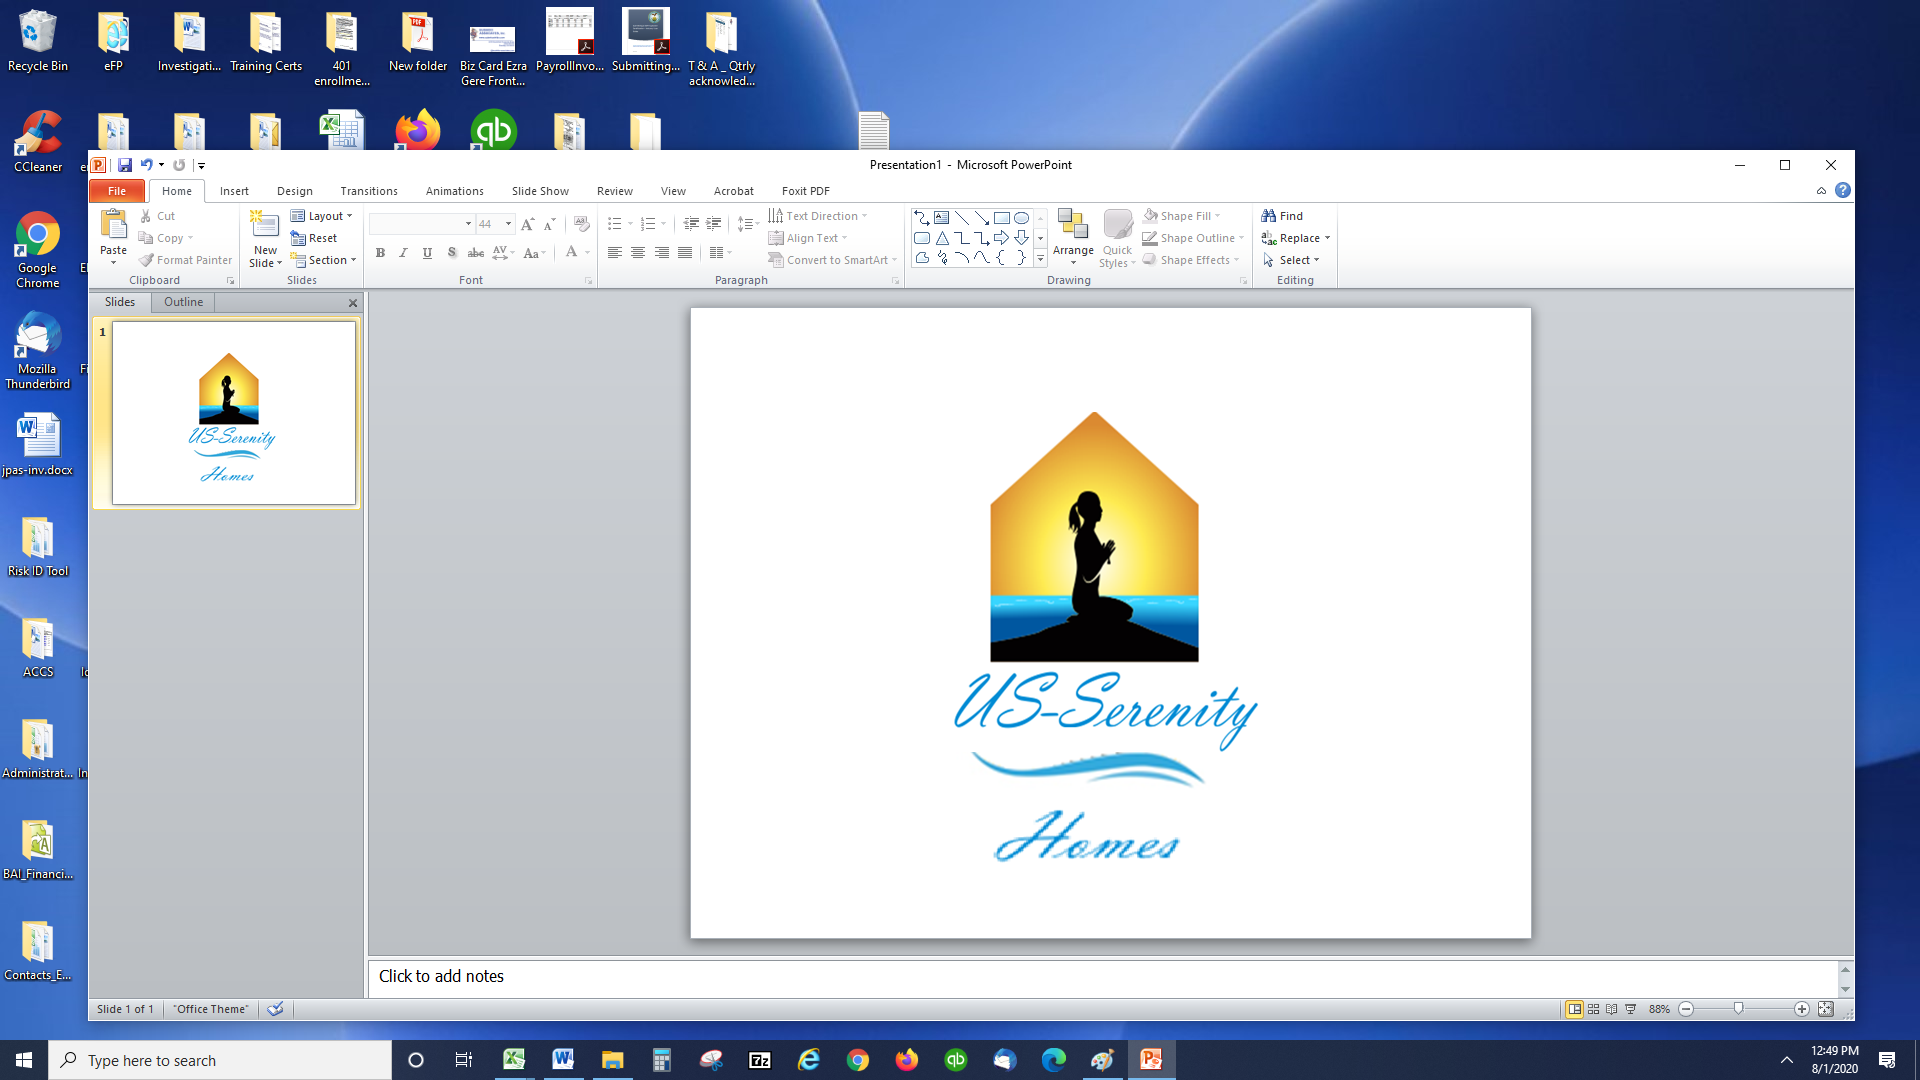 Recycle Bin
eFP
Investigati...
Training Certs
401
enrollme...
New folder
Biz Card Ezra
Gere Front...
PayrollInvo...
Submitting...
T & A _ Qtrly
acknowled...
CCleaner
Presentation1 - Microsoft PowerPoint
File
Home
Insert
Design
Transitions
Animations
Slide Show
Review
View
Acrobat
Foxit PDF
Paste
Cut
Copy
Format Painter
Clipboard
New
Slide
Layout
Reset
Section
Slides
44
Font
Text Direction
Align Text
Convert to SmartArt
Paragraph
Arrange
Quick
Styles
Shape Fill
Shape Outline
Shape Effects
Drawing
Find
Replace
Select
Editing
Google
Chrome
Mozilla
Thunderbird
jpas-inv.docx
Risk ID Tool
ACCS
Administrat...
BAI_Financi...
Contacts_E...
Slides
Outline
1
US-Serenity
Homes
US-Serenity
Homes
Click to add notes
Slide 1 of 1
"Office Theme"
88%
Type here to search
12:49 PM
8/1/2020